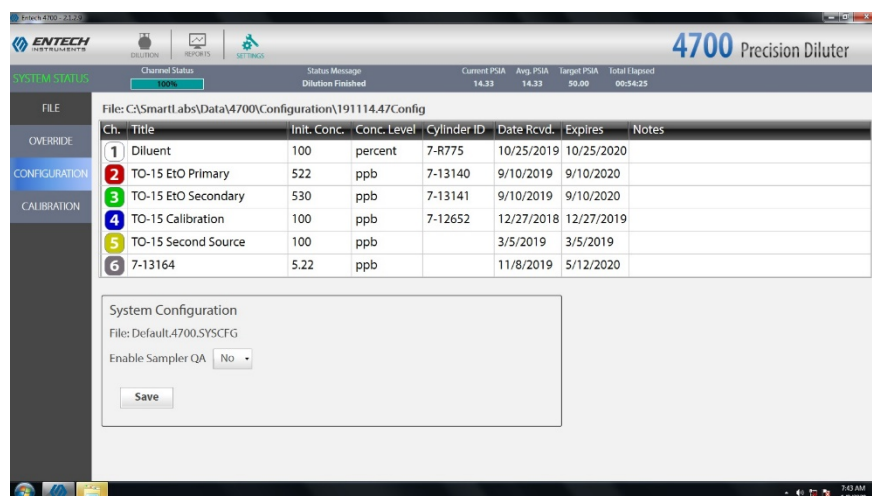 Entech 4700 - 2.1.2.9
ENTECH
INSTRUMENTS
DILUTION
REPORTS
SETTINGS
4700 Precision Diluter
SYSTEM STATUS
Channel Status Status Message Current PSIA Avg. PSIA Target PSIA Total Elapsed
100% Dilution Finished 14.33 14.33 50.00 00:54:25
FILE
OVERRIDE
CONFIGURATION
CALIBRATION
File: C:\SmartLabs\Data\4700\Configuration\191114.47Config
Ch. Title Init. Conc. Conc. Level Cylinder ID Date Rcvd. Expires Notes
1 Diluent 100 percent 7-R775 10/25/2019 10/25/2020
2 TO-15 EtO Primary 522 ppb 7-13140 9/10/2019 9/10/2020
3 TO-15 EtO Secondary 530 ppb 7-13141 9/10/2019 9/10/2020
4 TO-15 Calibration 100 ppb 7-12652 12/27/2018 12/27/2019
5 TO-15 Second Source 100 ppb 3/5/2019 3/5/2019
6 7-13164 5.22 ppb 11/8/2019 5/12/2020
System Configuration
File: Default.4700.SYSCFG
Enable Sampler QA No
Save
7:43 AM